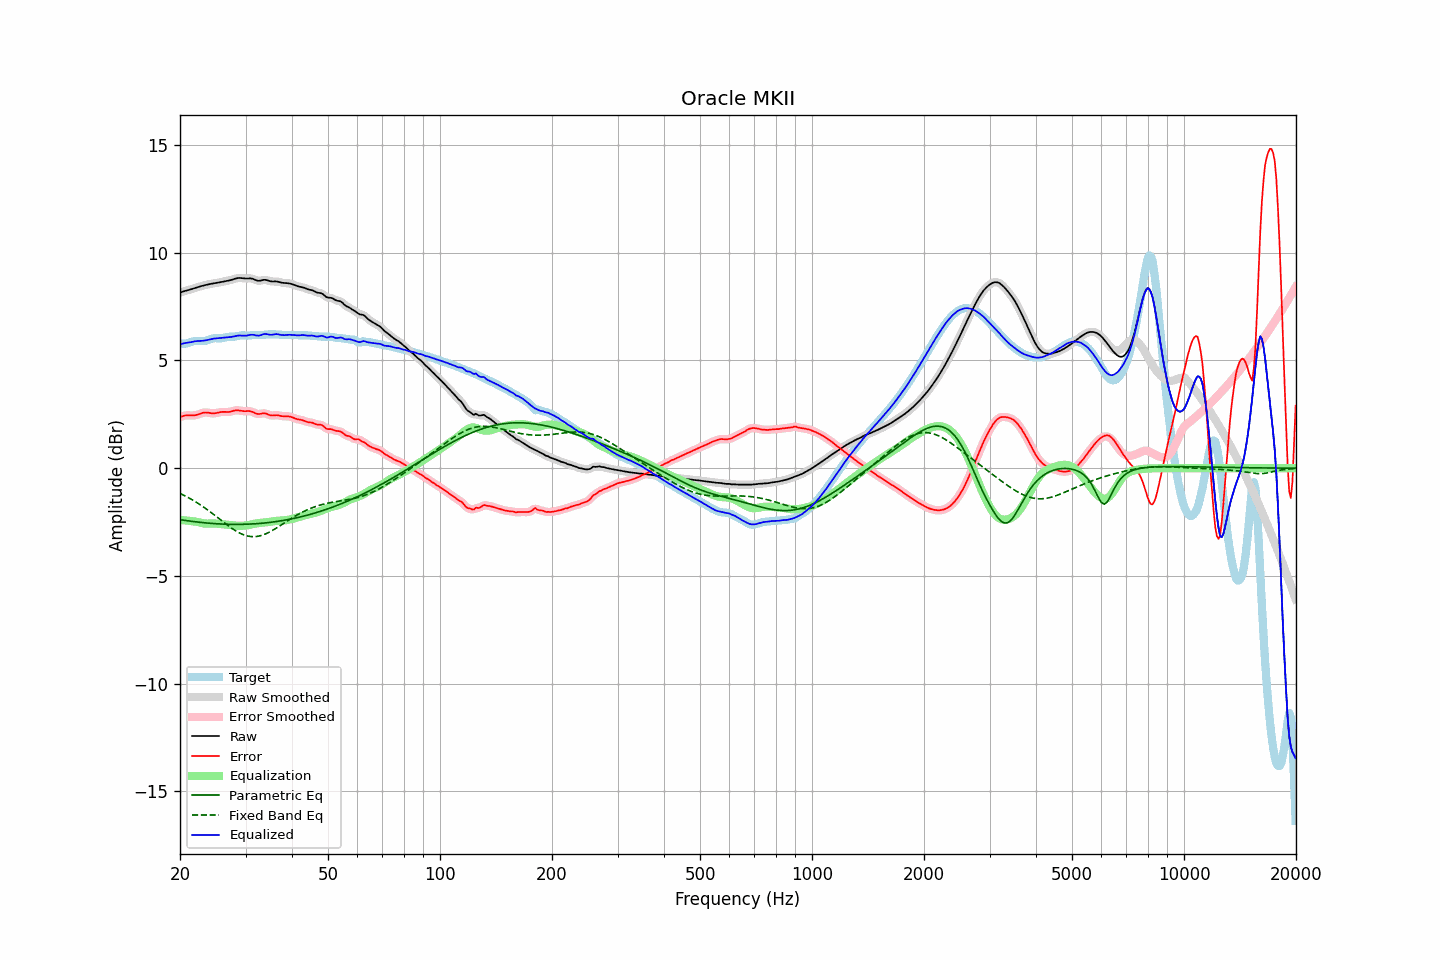 Oracle MKII
Amplitude (dBr)
15
10
5
0
−5
−10
−15
Target
Raw Smoothed
Error Smoothed
Raw
Error
Equalization
Parametric Eq
Fixed Band Eq
Equalized
20
50
100
200
500
1000
2000
5000
10000
20000
Frequency (Hz)